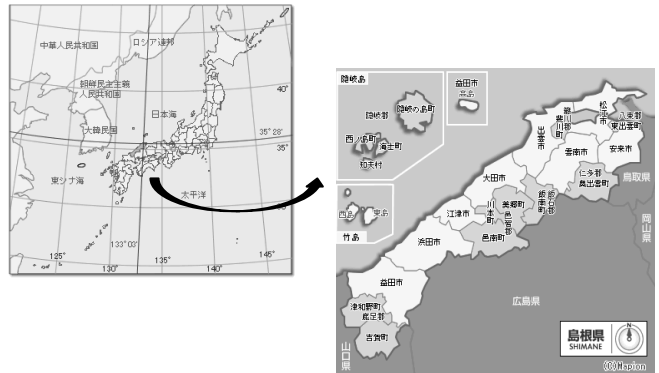 中華人民共和国
ロシア連邦
朝鮮民主主義
人民共和国
40°
日本海
大韓民国
35° 28'
35°
東シナ海
太平洋
133° 03'
125°
130°
135°
140°
145°
隠岐島
隠岐郡
隠岐の島町
西ノ島町
海士町
知夫村
益田市
高島
松江市
簸川郡
斐川町
八束郡
東出雲町
出雲市
安来市
雲南市
仁多郡
奥出雲町
鳥取県
大田市
飯石郡
飯南町
岡山県
西島
東島
竹島
川本町
美郷町
邑智郡
江津市
邑南町
浜田市
益田市
広島県
津和野町
鹿足郡
吉賀町
山口県
島根県
SHIMANE
(C)Mapion